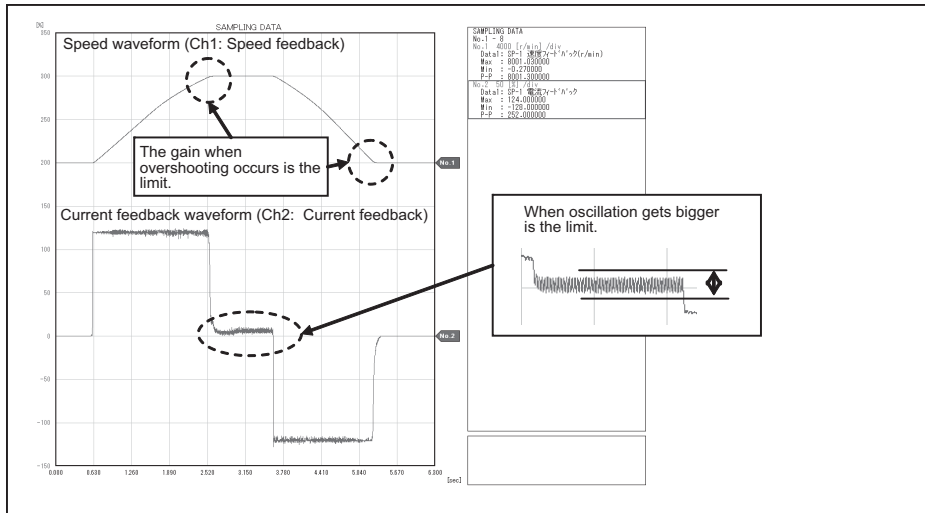 SAMPLING DATA
[%]
350
300
250
200
150
100
50
0
-50
-100
-150
0.000 0.630 1.260 1.890 2.520 3.150 3.780 4.410 5.040 5.670 6.300
[sec]
Speed waveform (Ch1: Speed feedback)
The gain when
overshooting occurs is the
limit.
No.1
Current feedback waveform (Ch2: Current feedback)
No.2
SAMPLING DATA
No.1 - 8
No.1 4000 [r/min] /div
Data1: SP-1 速度フィードバック(r/min)
Max : 8001.030000
Min : -0.270000
P-P : 8001.300000
No.2 50 [%] /div
Data1: SP-1 電流フィードバック
Max : 124.000000
Min : -128.000000
P-P : 252.000000
When oscillation gets bigger
is the limit.